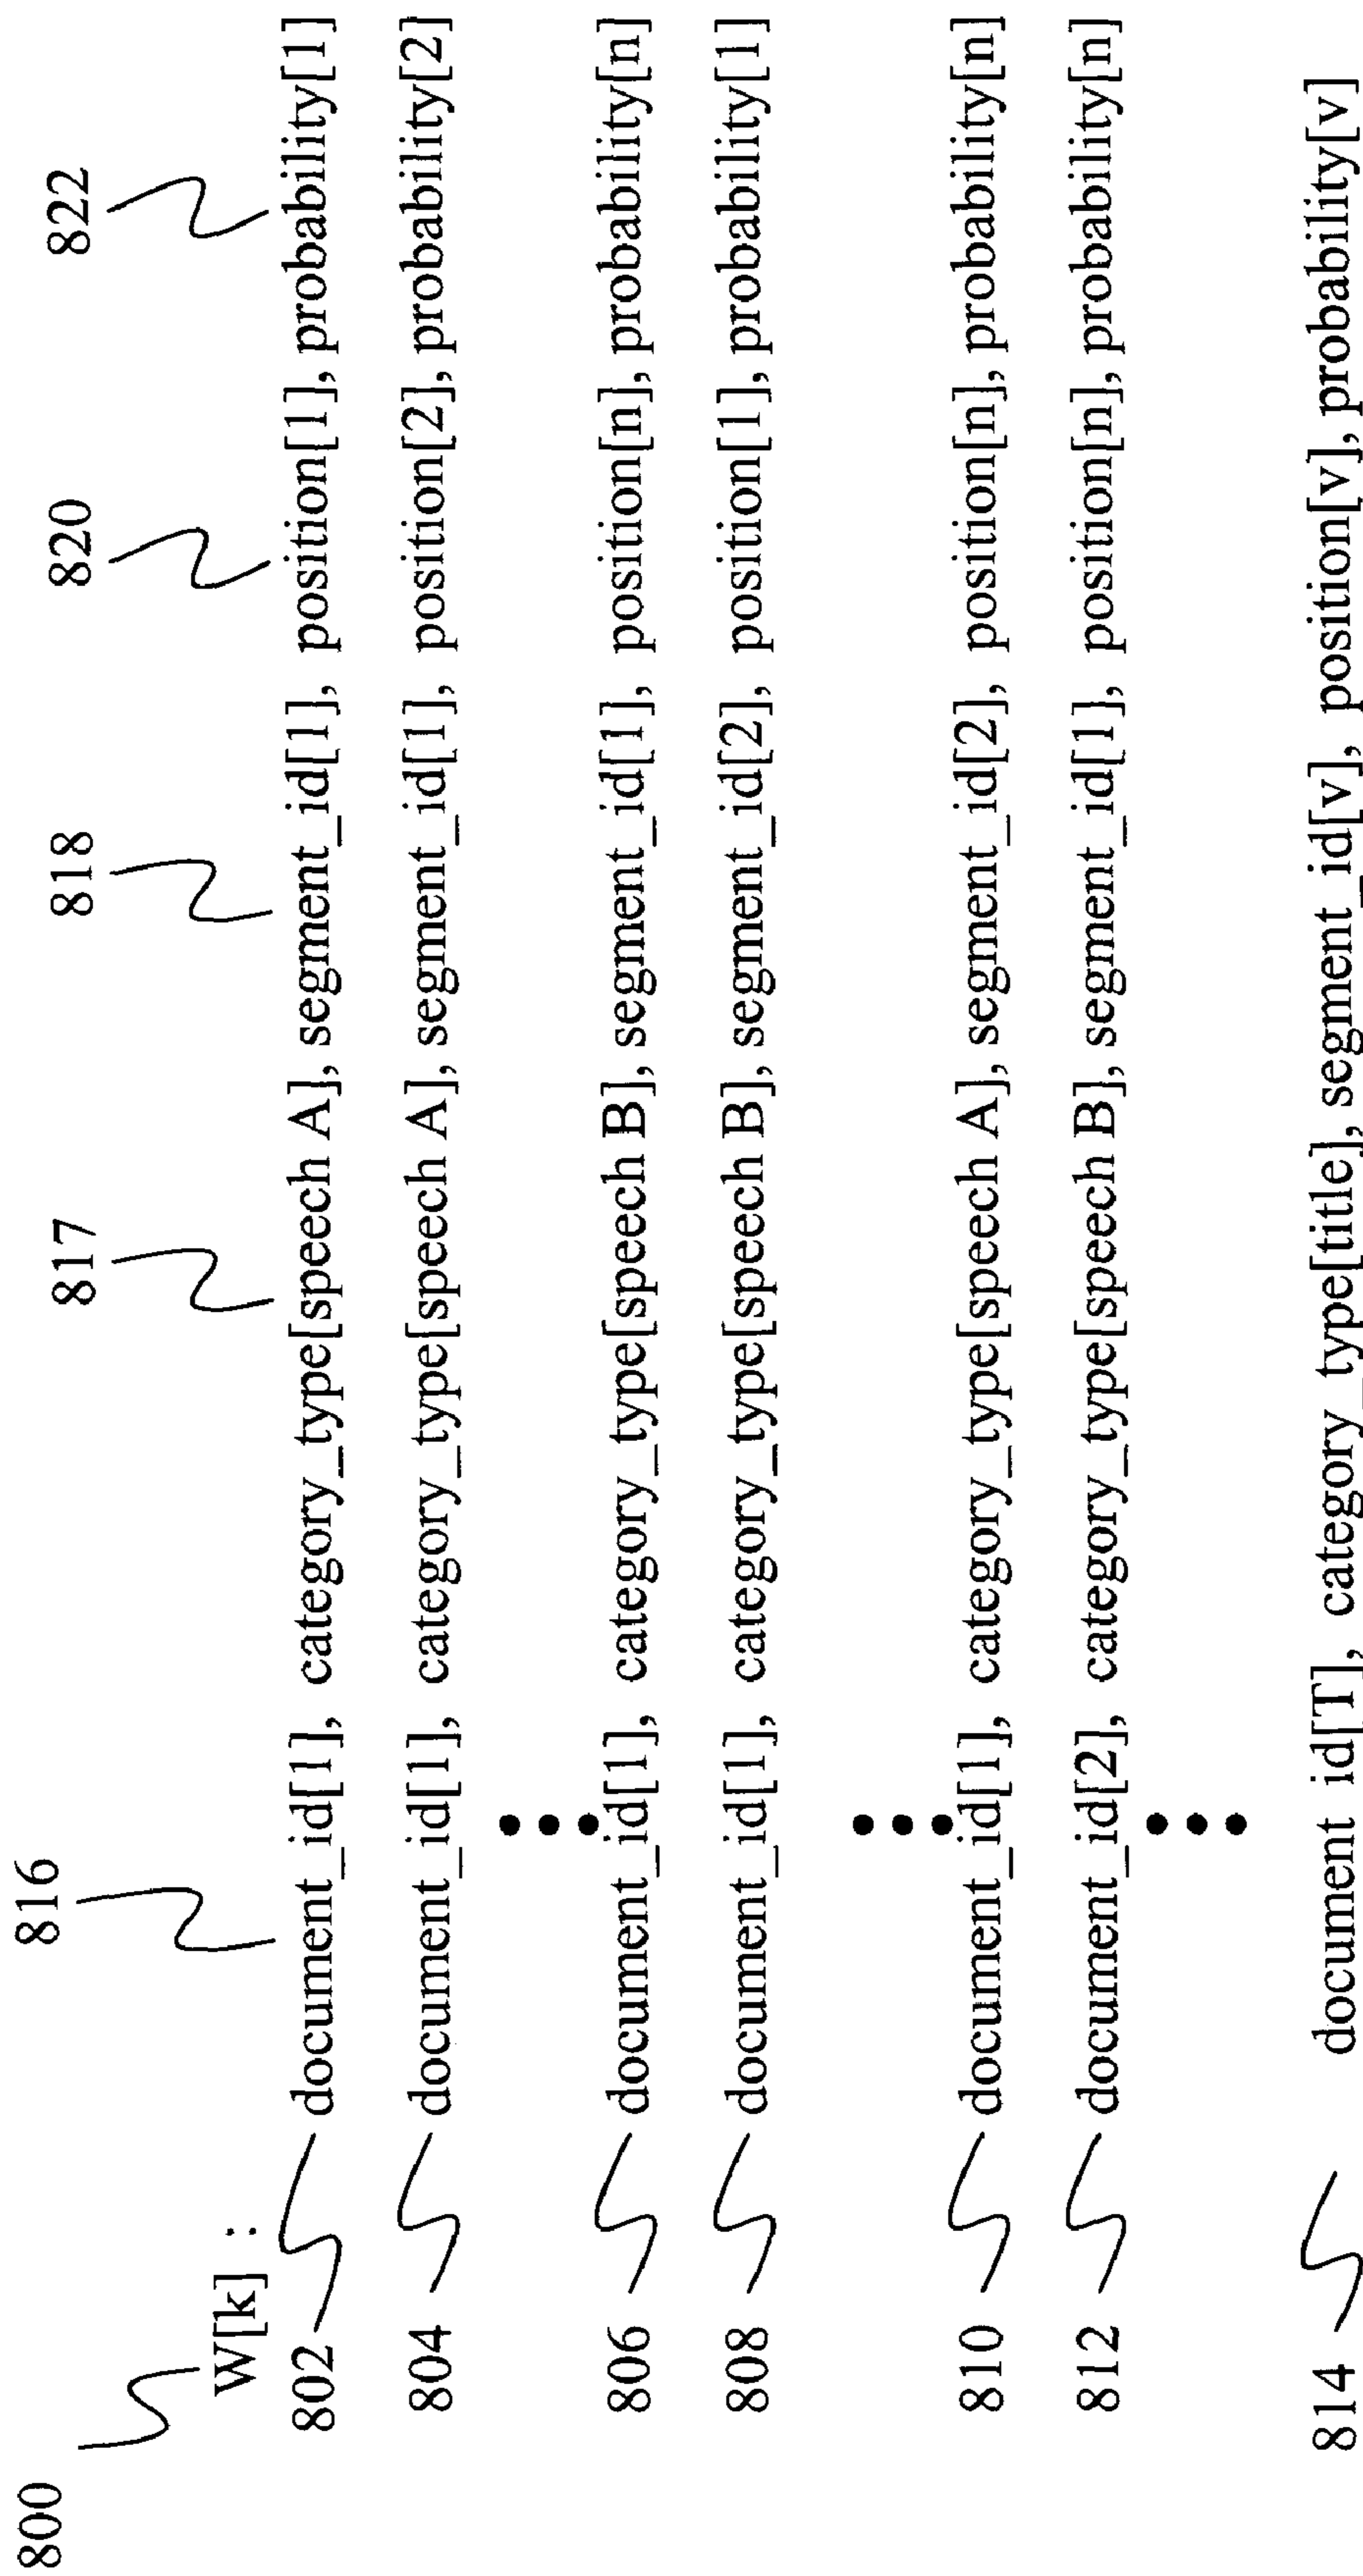 800
816 817 818 820 822
W[k] :
802 document_id[1], category_type[speech A], segment_id[1], position[1], probability[1]
804 document_id[1], category_type[speech A], segment_id[1], position[2], probability[2]
806 document_id[1], category_type[speech B], segment_id[1], position[n], probability[n]
808 document_id[1], category_type[speech B], segment_id[2], position[1], probability[1]
810 document_id[1], category_type[speech A], segment_id[2], position[n], probability[n]
812 document_id[2], category_type[speech B], segment_id[1], position[n], probability[n]
814 document id[T], category_type[title], segment_id[v], position[v], probability[v]